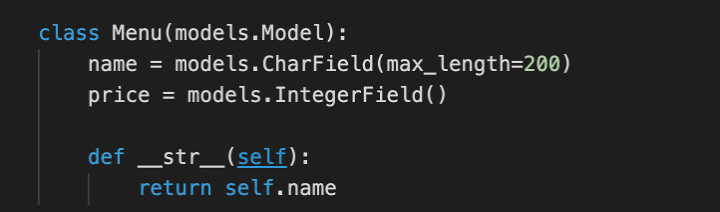 class Menu(models.Model):
    name = models.CharField(max_length=200)
    price = models.IntegerField()

    def __str__(self):
        return self.name